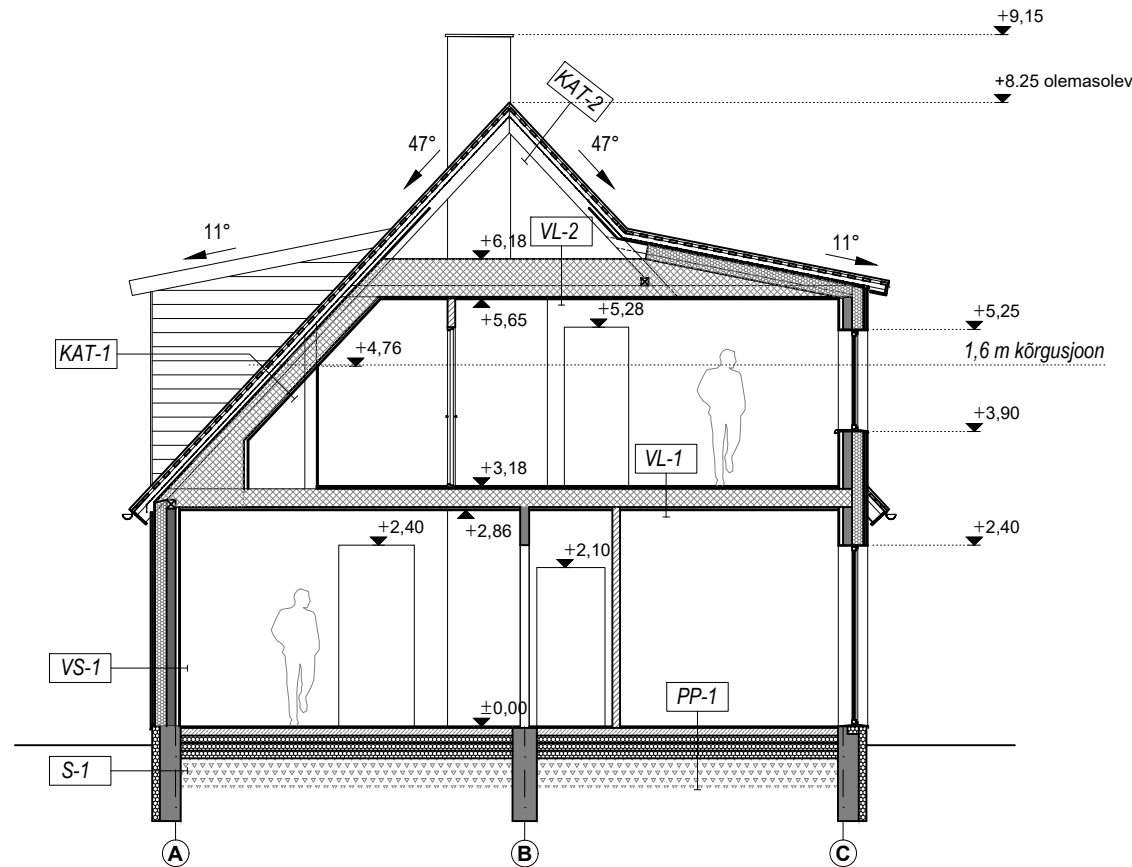 +9,15
+8.25 olemasolev
KAT-2
47°
47°
11°
VL-2
+6,18
11°
+5,65
+5,28
+5,25
KAT-1
+4,76
1,6 m kõrgusjoon
+3,90
VL-1
+3,18
+2,86
+2,40
+2,40
+2,10
VS-1
PP-1
±0,00
S-1
A
B
C